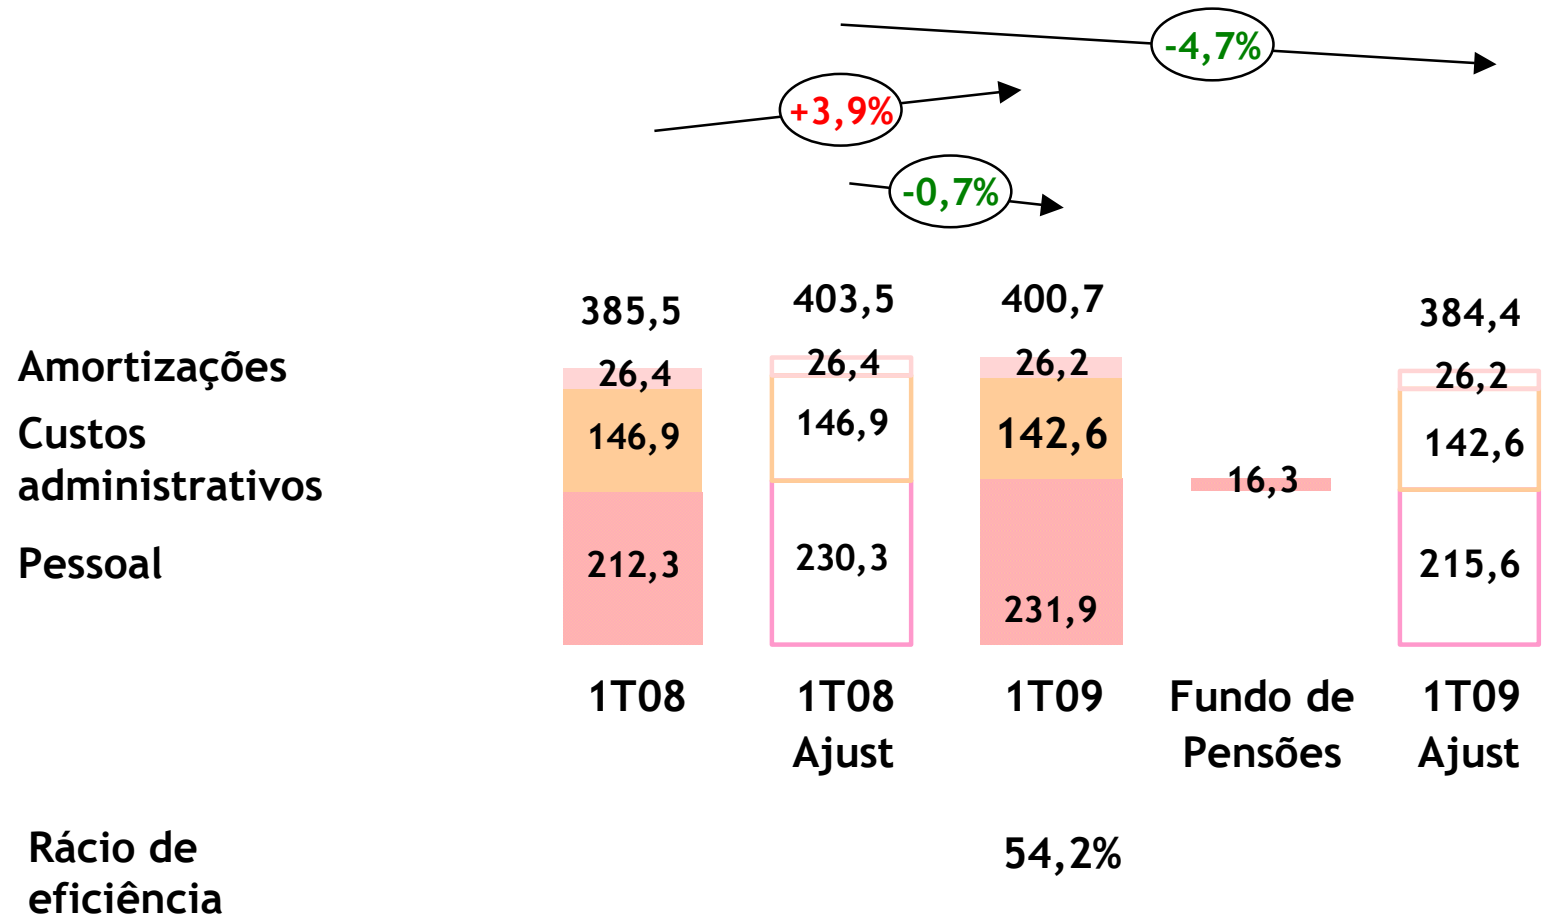 -4,7%
+3,9%
-0,7%
385,5
403,5
400,7
384,4
Amortizações
26,4
26,4
26,2
26,2
Custos
administrativos
146,9
146,9
142,6
142,6
16,3
Pessoal
212,3
230,3
231,9
215,6
1T08
1T08
Ajust
1T09
Fundo de
Pensões
1T09
Ajust
Rácio de
eficiência
54,2%